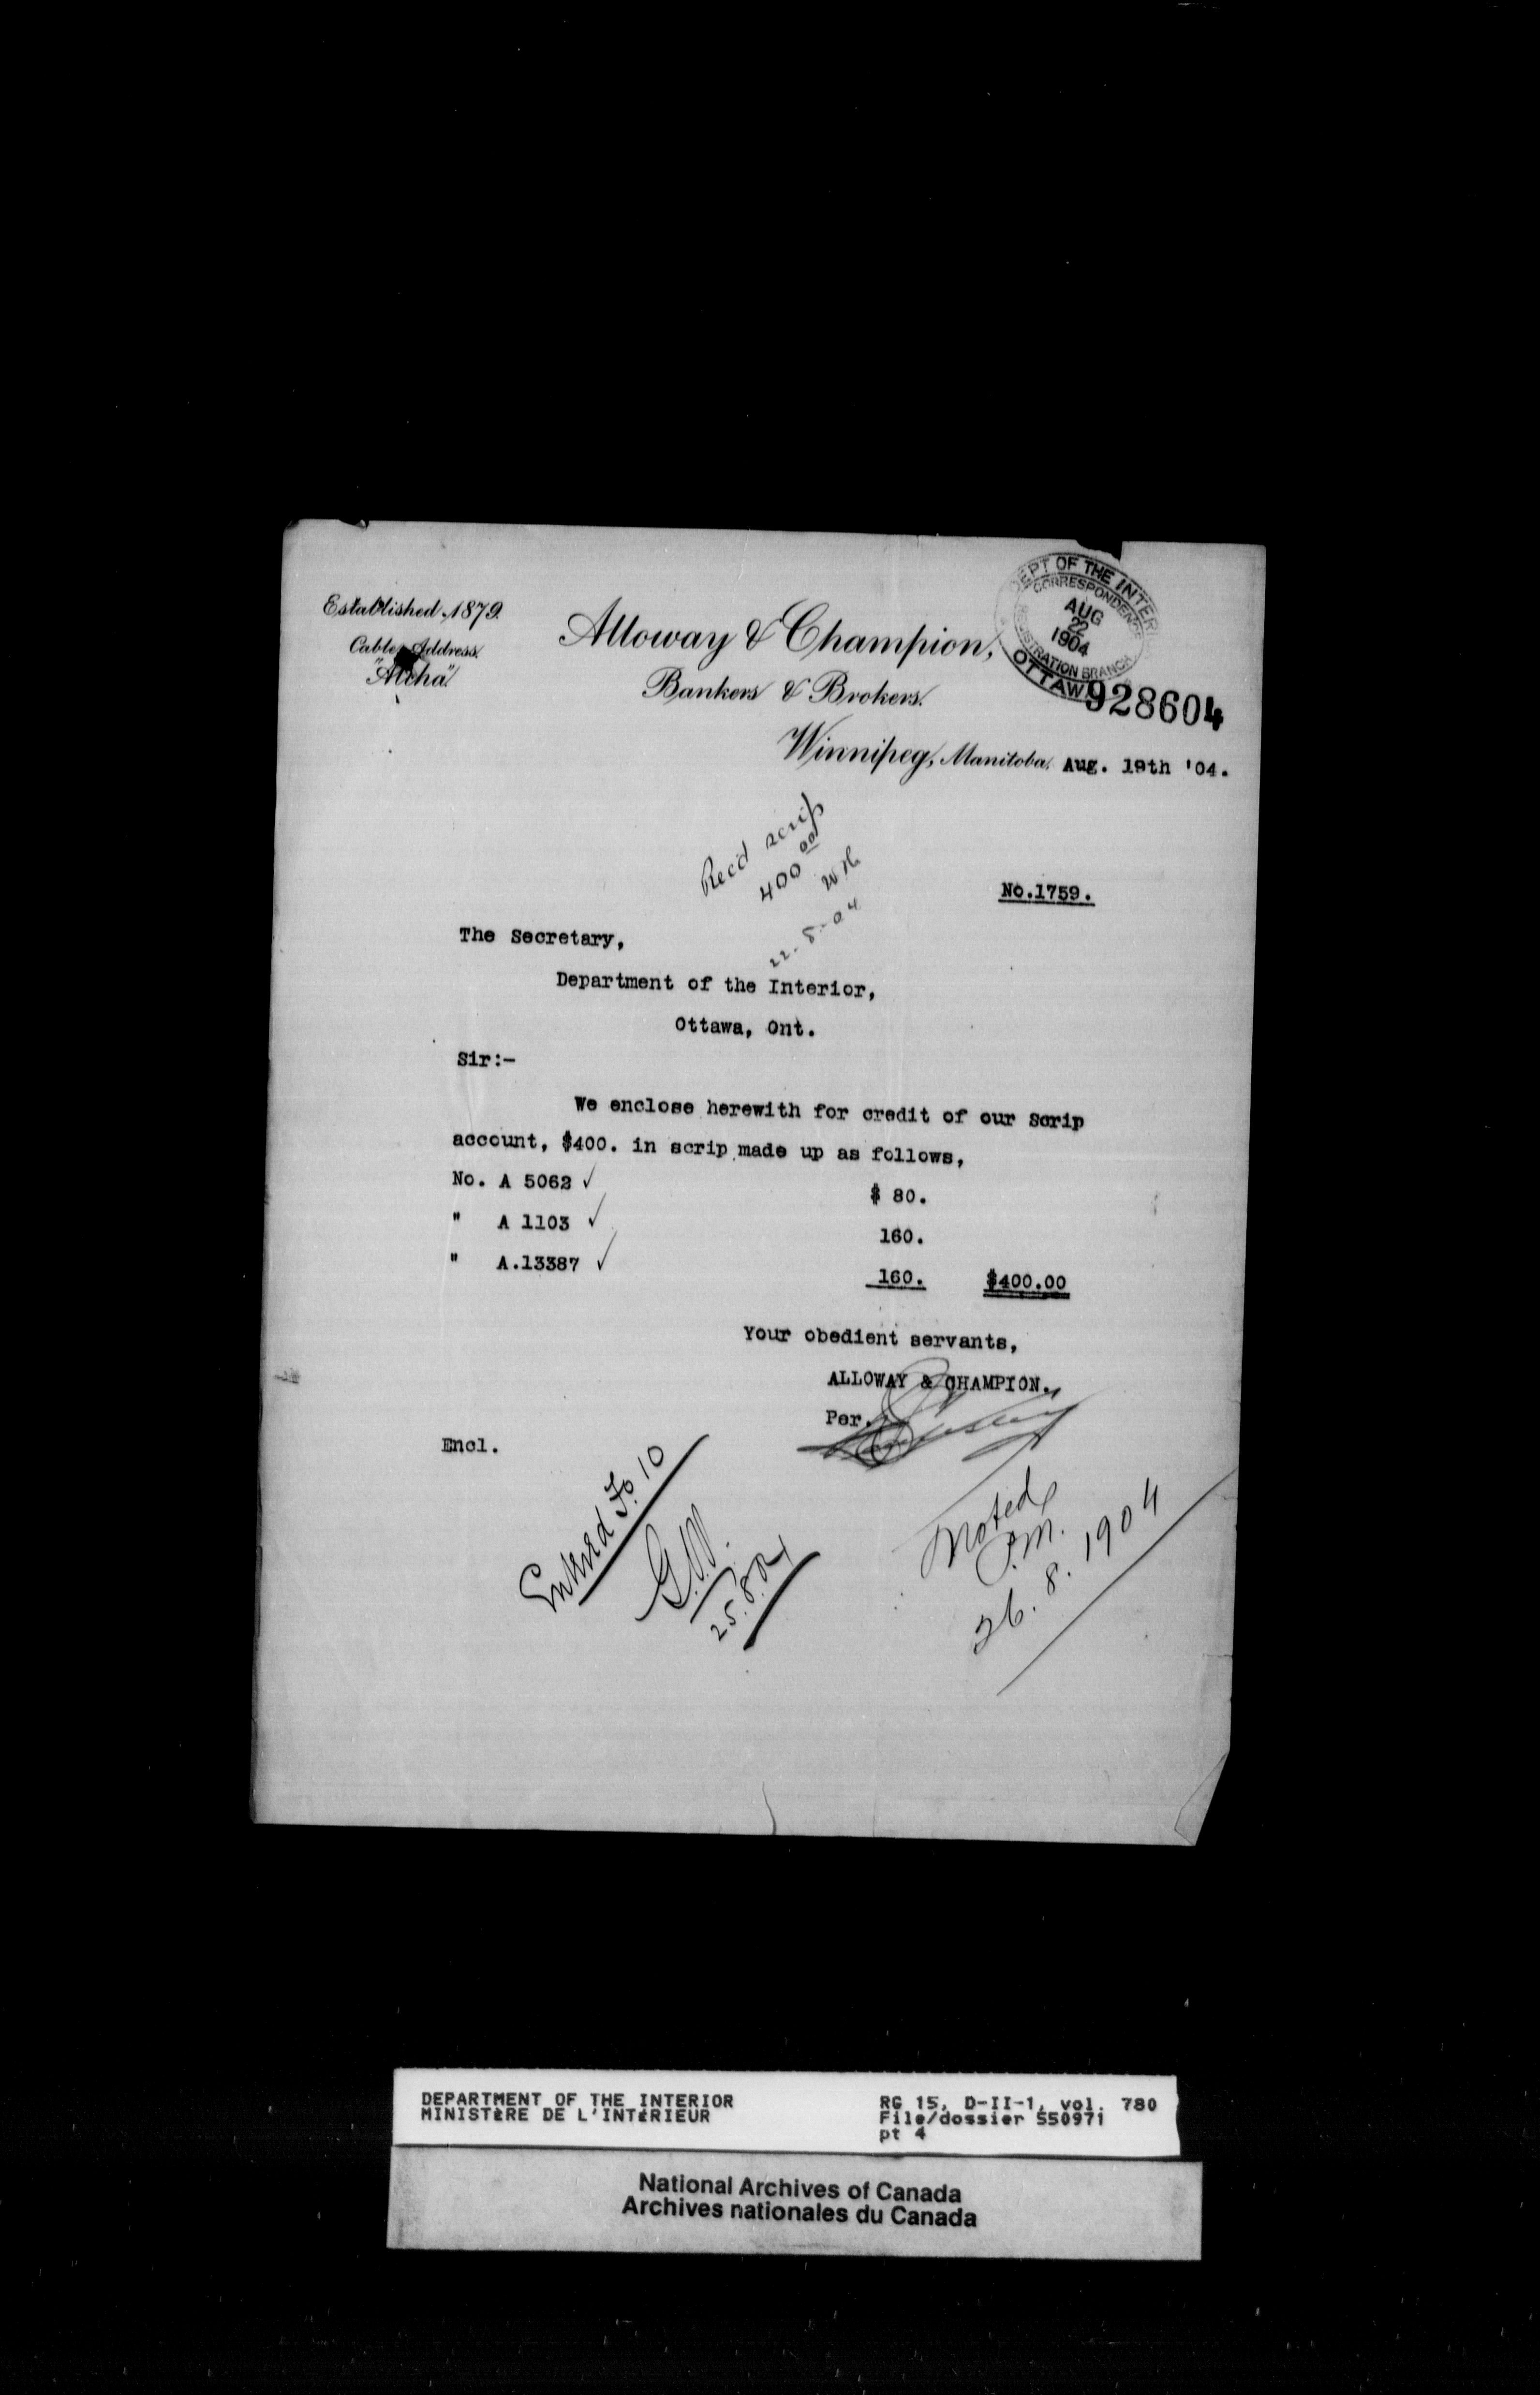 Established 1879.
Cable Address.
"Alcha"
Alloway & Champion,
Bankers & Brokers.
DEPT OF THE INTERI
CORRESPONDENCE
AUG
22
1904
REGISTRATION BRANCH
OTTAWA
928604
Winnipeg, Manitoba, Aug. 19th '04.
Rec'd scrip
400 00
WH
22-8-04
No.1759.
The Secretary,
Department of the Interior,
Ottawa, Ont.
Sir:-
We enclose herewith for credit of our Scrip
account, $400. in scrip made up as follows,
No. A 5062 ✓ $ 80.
" A 1103 ✓ 160.
" A.13387 ✓ 160. $400.00
Your obedient servants,
ALLOWAY & CHAMPION.
Per.
Encl.
Entered Fo 10
G.W.
25.8.04
Noted
P.M.
26.8.1904
DEPARTMENT OF THE INTERIOR
MINISTÈRE DE L'INTÉRIEUR
RG 15, D-II-1, vol. 780
File/dossier 550971
pt 4
National Archives of Canada
Archives nationales du Canada